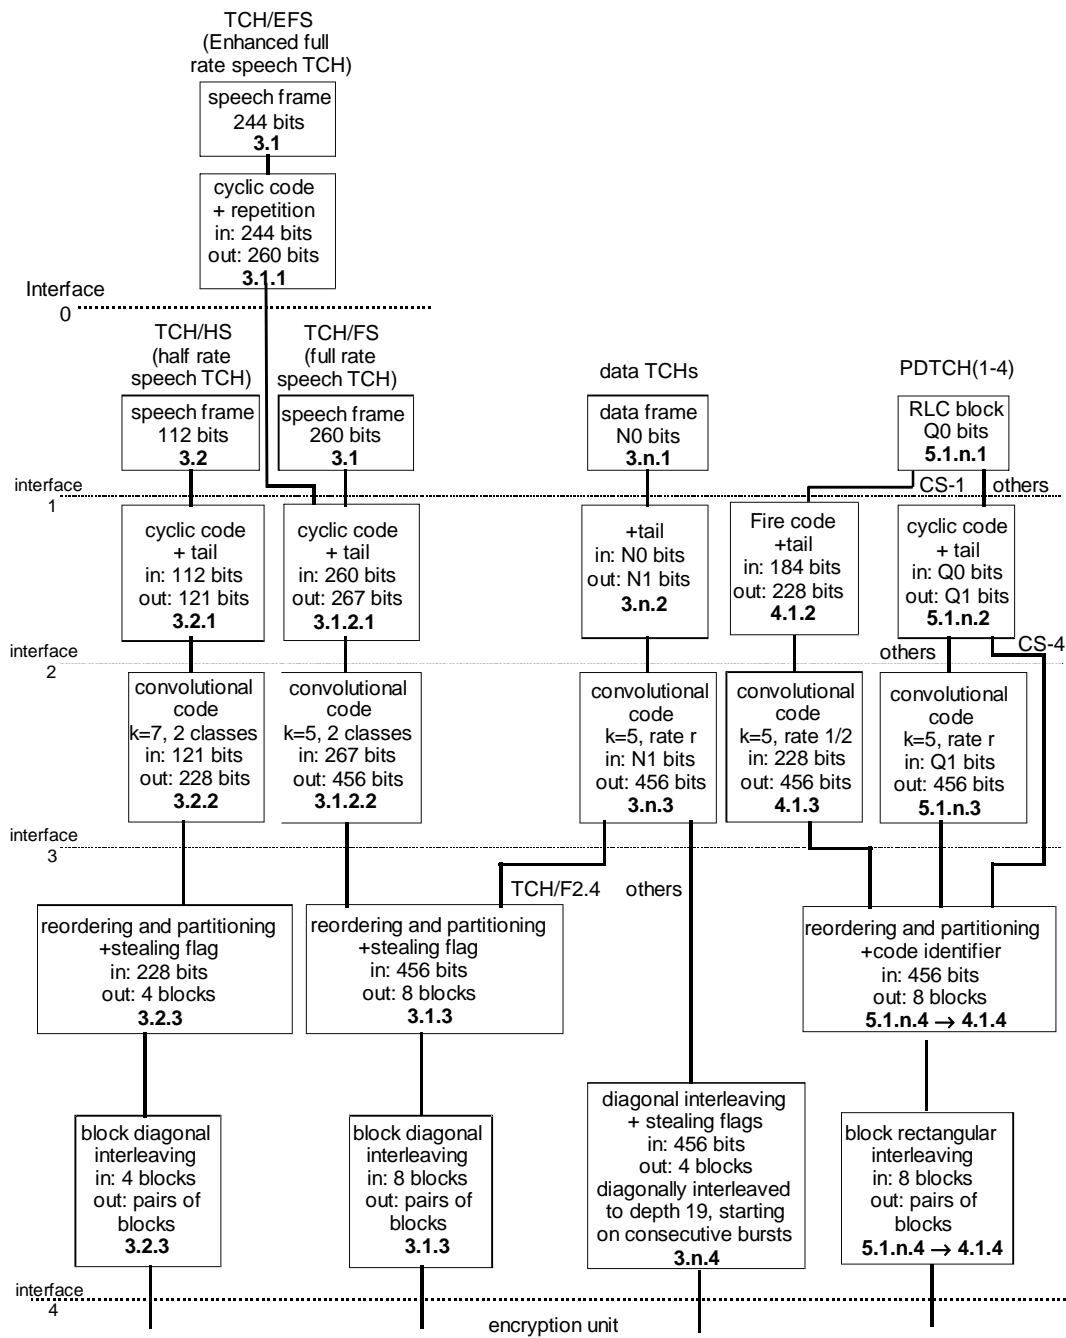 TCH/EFS
(Enhanced full
rate speech TCH)
speech frame
244 bits
3.1
cyclic code
+ repetition
in: 244 bits
out: 260 bits
3.1.1
Interface
0
TCH/HS
(half rate
speech TCH)
TCH/FS
(full rate
speech TCH)
data TCHs
PDTCH(1-4)
speech frame
112 bits
3.2
speech frame
260 bits
3.1
data frame
N0 bits
3.n.1
RLC block
Q0 bits
5.1.n.1
interface
1
CS-1
others
cyclic code
+ tail
in: 112 bits
out: 121 bits
3.2.1
cyclic code
+ tail
in: 260 bits
out: 267 bits
3.1.2.1
+tail
in: N0 bits
out: N1 bits
3.n.2
Fire code
+tail
in: 184 bits
out: 228 bits
4.1.2
cyclic code
+ tail
in: Q0 bits
out: Q1 bits
5.1.n.2
interface
2
others
CS-4
convolutional
code
k=7, 2 classes
in: 121 bits
out: 228 bits
3.2.2
convolutional
code
k=5, 2 classes
in: 267 bits
out: 456 bits
3.1.2.2
convolutional
code
k=5, rate r
in: N1 bits
out: 456 bits
3.n.3
convolutional
code
k=5, rate 1/2
in: 228 bits
out: 456 bits
4.1.3
convolutional
code
k=5, rate r
in: Q1 bits
out: 456 bits
5.1.n.3
interface
3
TCH/F2.4
others
reordering and partitioning
+stealing flag
in: 228 bits
out: 4 blocks
3.2.3
reordering and partitioning
+stealing flag
in: 456 bits
out: 8 blocks
3.1.3
reordering and partitioning
+code identifier
in: 456 bits
out: 8 blocks
5.1.n.4 → 4.1.4
block diagonal
interleaving
in: 4 blocks
out: pairs of
blocks
3.2.3
block diagonal
interleaving
in: 8 blocks
out: pairs of
blocks
3.1.3
diagonal interleaving
+ stealing flags
in: 456 bits
out: 4 blocks
diagonally interleaved
to depth 19, starting
on consecutive bursts
3.n.4
block rectangular
interleaving
in: 8 blocks
out: pairs of
blocks
5.1.n.4 → 4.1.4
interface
4
encryption unit